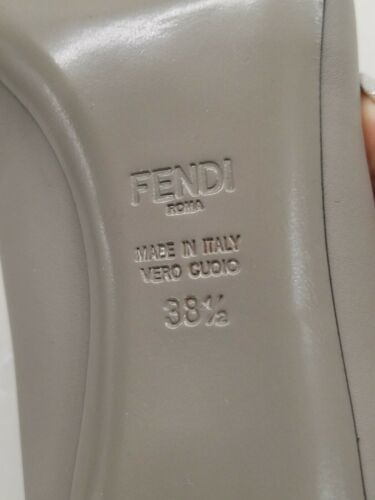 FENDI
ROMA
MADE IN ITALY
VERO CUOIO
38½